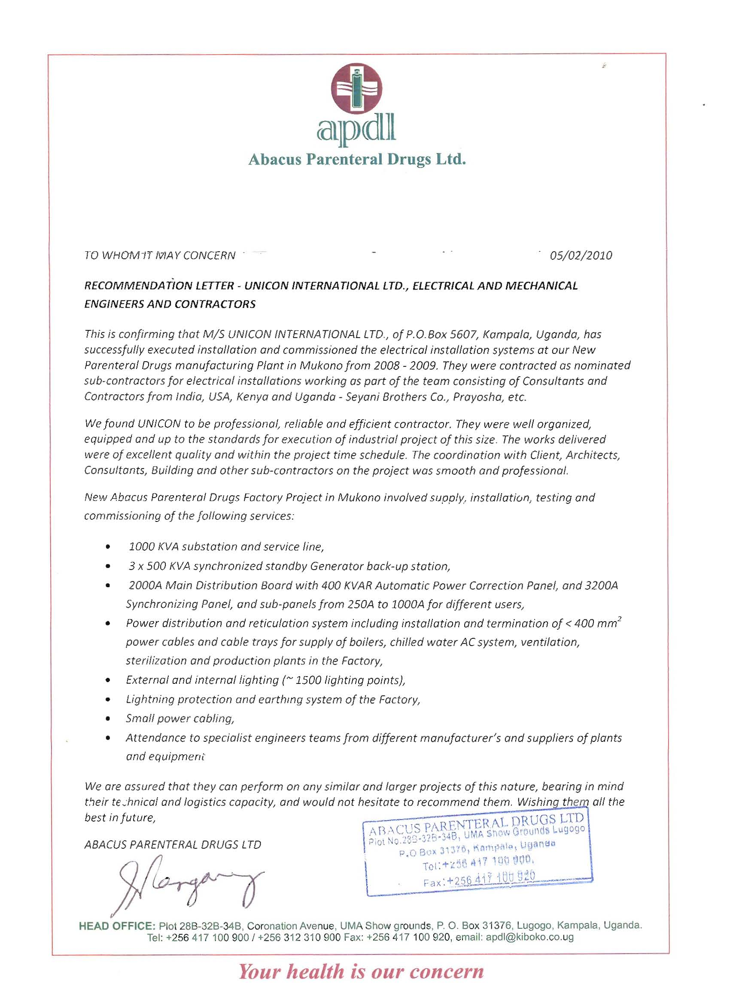 apdl
Abacus Parenteral Drugs Ltd.
TO WHOM IT MAY CONCERN 05/02/2010
RECOMMENDATION LETTER - UNICON INTERNATIONAL LTD., ELECTRICAL AND MECHANICAL
ENGINEERS AND CONTRACTORS
This is confirming that M/S UNICON INTERNATIONAL LTD., of P.O.Box 5607, Kampala, Uganda, has
successfully executed installation and commissioned the electrical installation systems at our New
Parenteral Drugs manufacturing Plant in Mukono from 2008 - 2009. They were contracted as nominated
sub-contractors for electrical installations working as part of the team consisting of Consultants and
Contractors from India, USA, Kenya and Uganda - Seyani Brothers Co., Prayosha, etc.
We found UNICON to be professional, reliable and efficient contractor. They were well organized,
equipped and up to the standards for execution of industrial project of this size. The works delivered
were of excellent quality and within the project time schedule. The coordination with Client, Architects,
Consultants, Building and other sub-contractors on the project was smooth and professional.
New Abacus Parenteral Drugs Factory Project in Mukono involved supply, installation, testing and
commissioning of the following services:
• 1000 KVA substation and service line,
• 3 x 500 KVA synchronized standby Generator back-up station,
• 2000A Main Distribution Board with 400 KVAR Automatic Power Correction Panel, and 3200A
Synchronizing Panel, and sub-panels from 250A to 1000A for different users,
• Power distribution and reticulation system including installation and termination of < 400 mm²
power cables and cable trays for supply of boilers, chilled water AC system, ventilation,
sterilization and production plants in the Factory,
• External and internal lighting (~ 1500 lighting points),
• Lightning protection and earthing system of the Factory,
• Small power cabling,
• Attendance to specialist engineers teams from different manufacturer's and suppliers of plants
and equipment
We are assured that they can perform on any similar and larger projects of this nature, bearing in mind
their technical and logistics capacity, and would not hesitate to recommend them. Wishing them all the
best in future,
ABACUS PARENTERAL DRUGS LTD
ABACUS PARENTERAL DRUGS LTD
Plot No.28B-32B-34B, UMA Show Grounds Lugogo
P.O Box 31376, Kampala, Uganda
Tel:+256 417 100 900,
Fax:+256 417 100 920
HEAD OFFICE: Plot 28B-32B-34B, Coronation Avenue, UMA Show grounds, P. O. Box 31376, Lugogo, Kampala, Uganda.
Tel: +256 417 100 900 / +256 312 310 900 Fax: +256 417 100 920, email: apdl@kiboko.co.ug
Your health is our concern